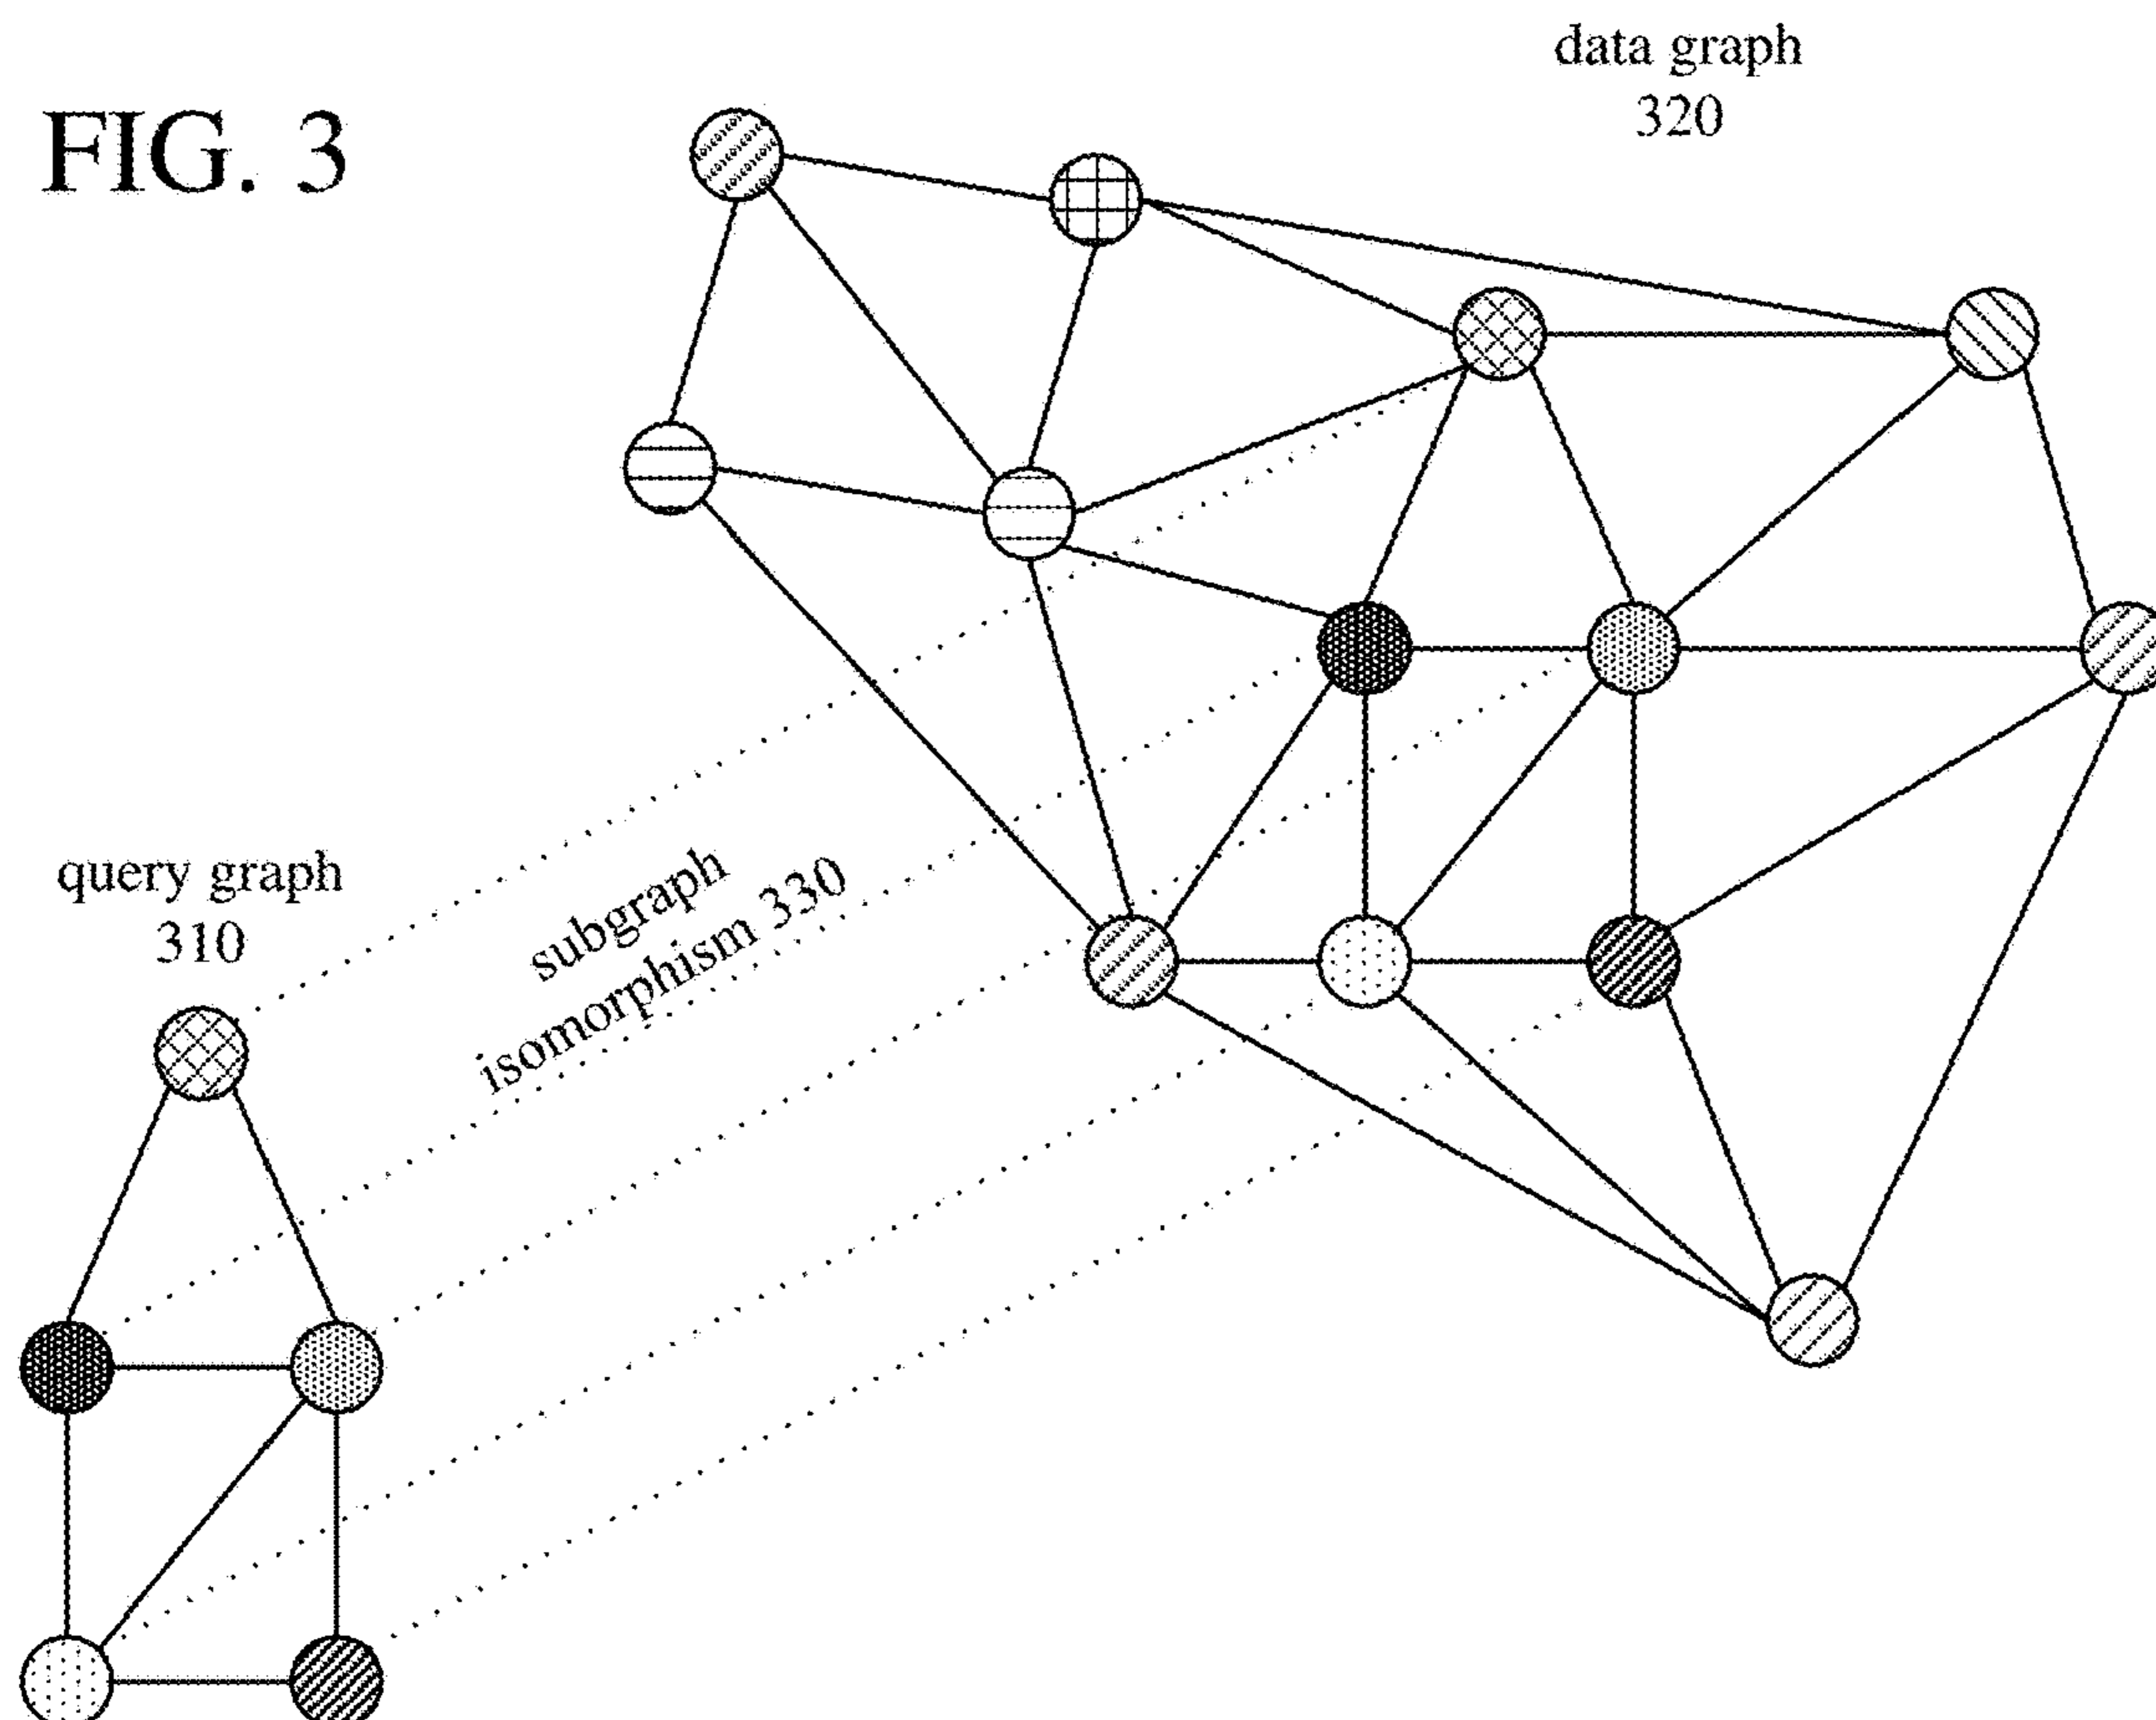 FIG. 3
data graph
320
query graph
310
subgraph
isomorphism 330